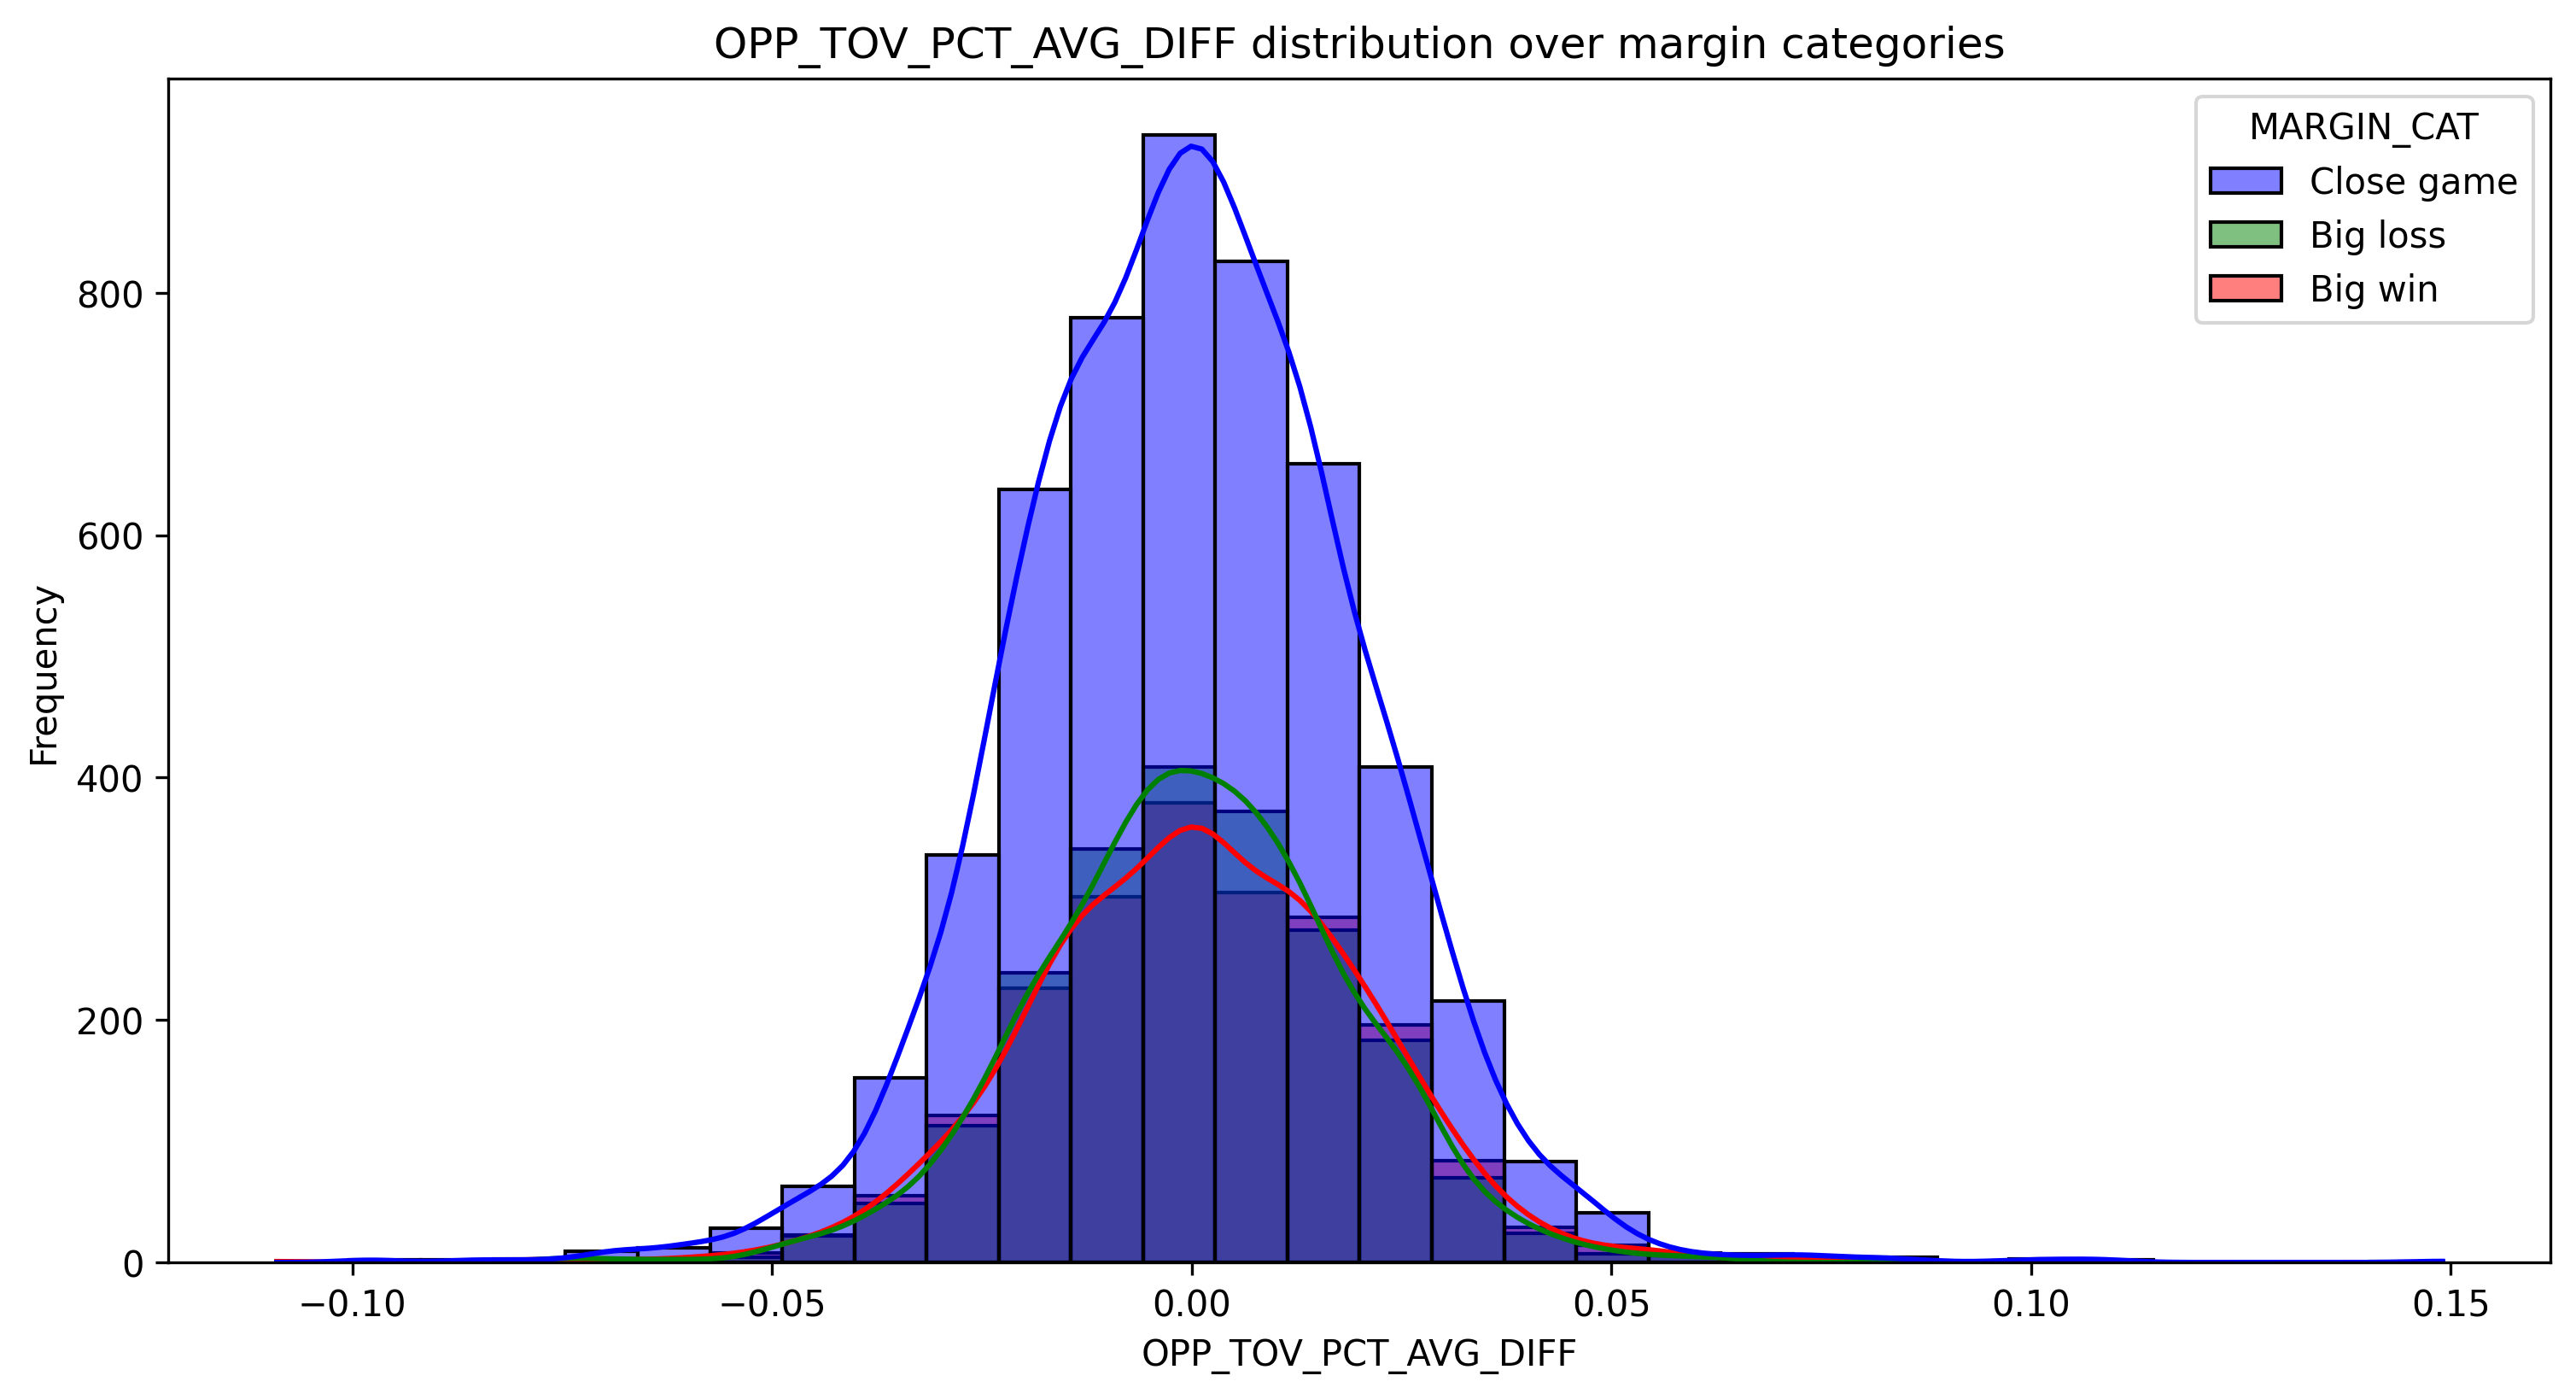 OPP_TOV_PCT_AVG_DIFF distribution over margin categories
MARGIN_CAT
Close game
Big loss
Big win
Frequency
800
600
400
200
0
−0.10
−0.05
0.00
0.05
0.10
0.15
OPP_TOV_PCT_AVG_DIFF